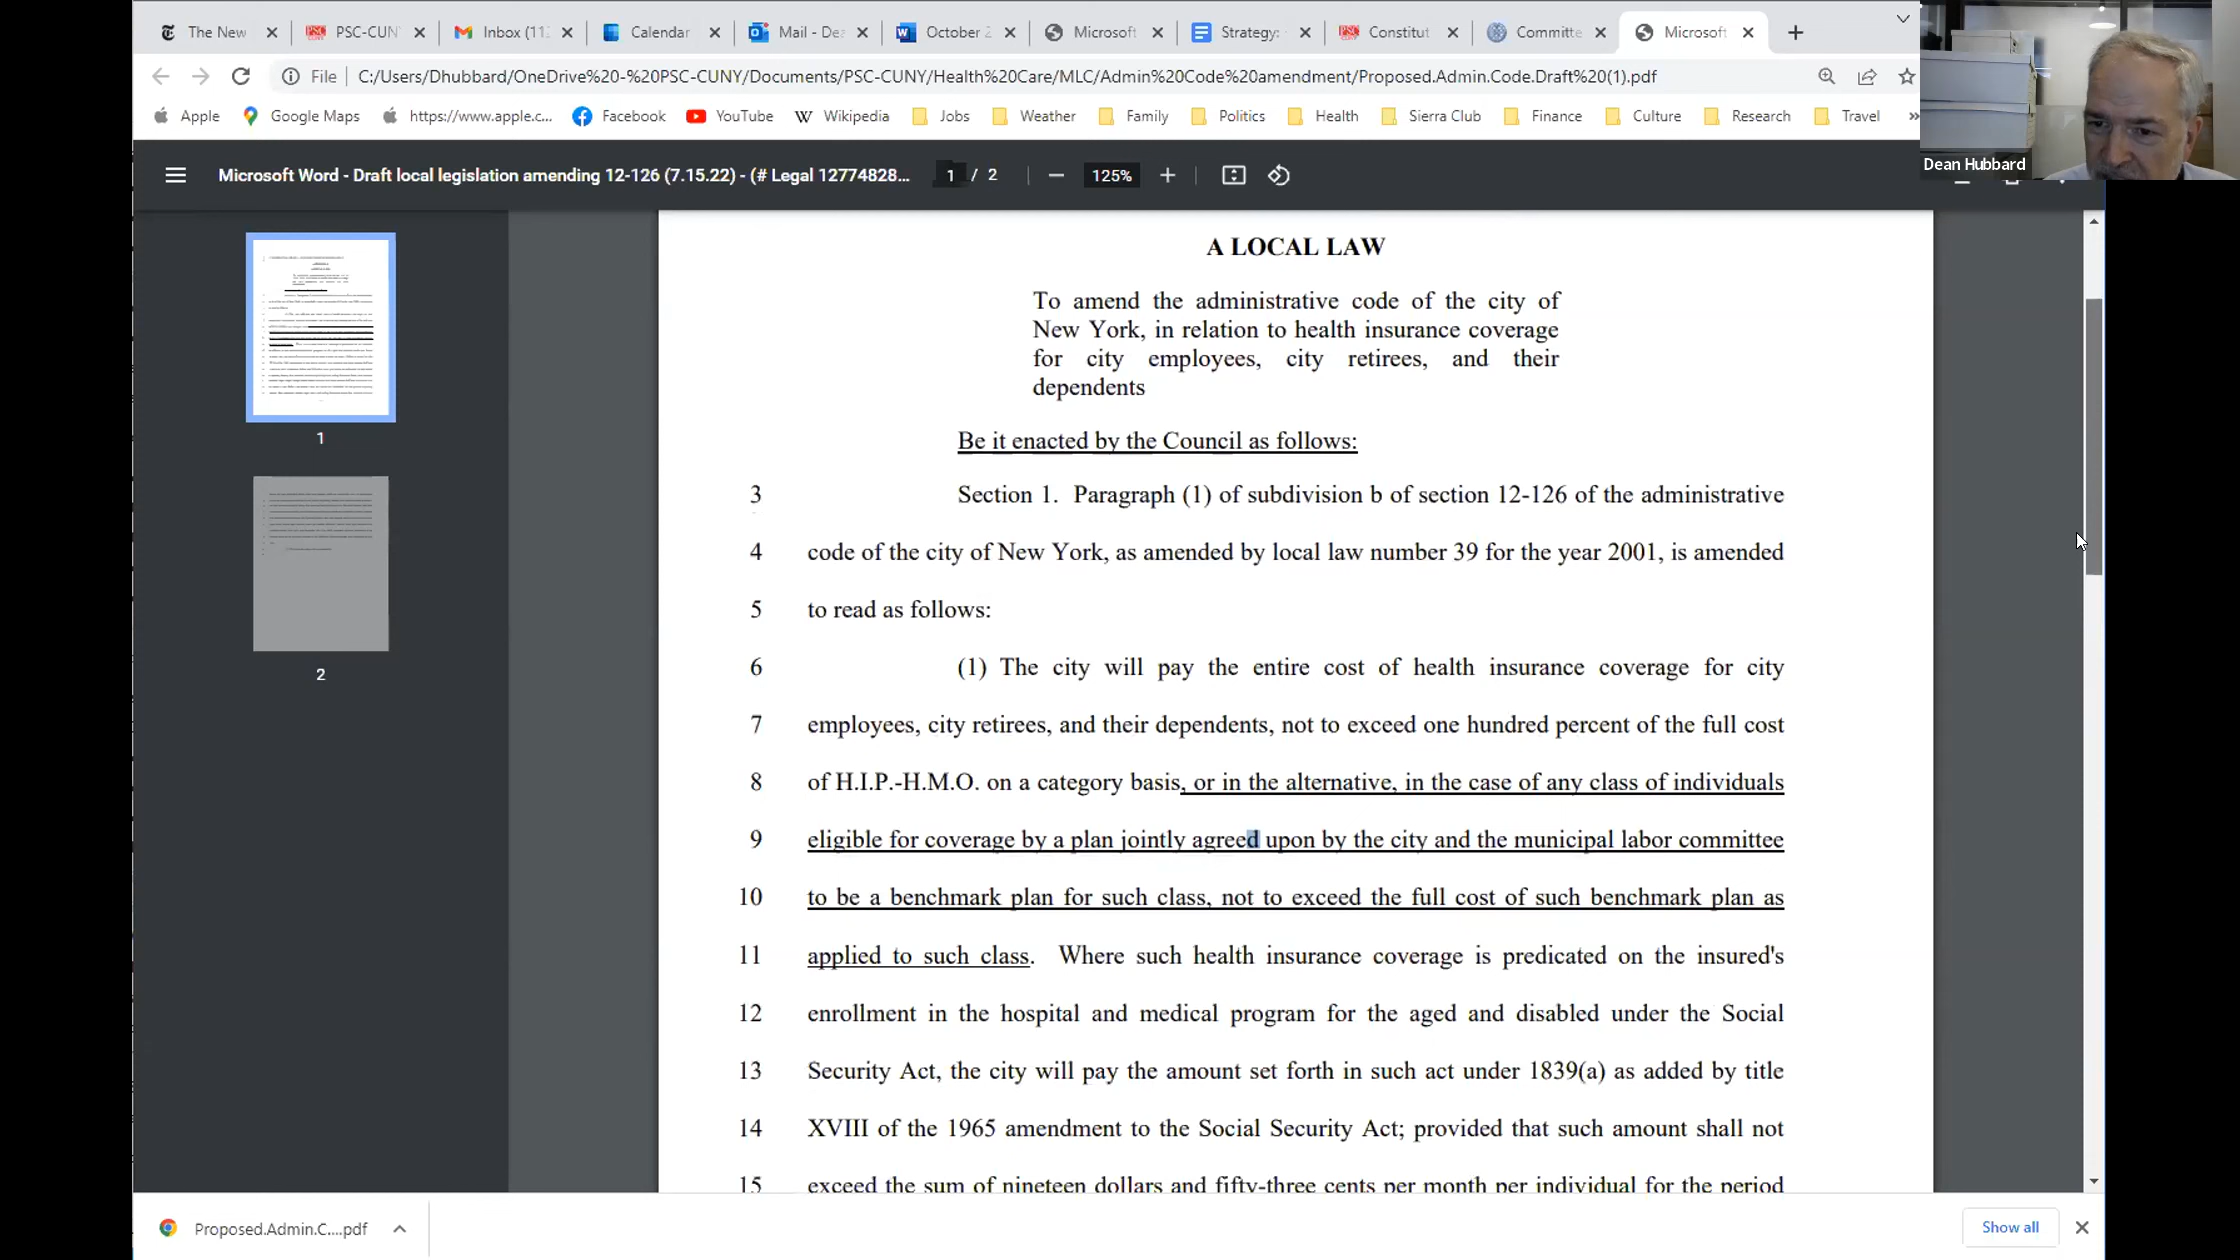 The New
PSC-CUN
Inbox (11
Calendar
Mail - De
October 2
Microsoft
Strategy:
Constitut
Committe
Microsoft
File C:/Users/Dhubbard/OneDrive%20-%20PSC-CUNY/Documents/PSC-CUNY/Health%20Care/MLC/Admin%20Code%20amendment/Proposed.Admin.Code.Draft%20(1).pdf
Apple Google Maps https://www.apple.c... Facebook YouTube Wikipedia Jobs Weather Family Politics Health Sierra Club Finance Culture Research Travel »
Dean Hubbard
Microsoft Word - Draft local legislation amending 12-126 (7.15.22) - (# Legal 12774828... 1 / 2 125%
1
2
A LOCAL LAW
To amend the administrative code of the city of
New York, in relation to health insurance coverage
for city employees, city retirees, and their
dependents
Be it enacted by the Council as follows:
3 Section 1. Paragraph (1) of subdivision b of section 12-126 of the administrative
4 code of the city of New York, as amended by local law number 39 for the year 2001, is amended
5 to read as follows:
6 (1) The city will pay the entire cost of health insurance coverage for city
7 employees, city retirees, and their dependents, not to exceed one hundred percent of the full cost
8 of H.I.P.-H.M.O. on a category basis, or in the alternative, in the case of any class of individuals
9 eligible for coverage by a plan jointly agreed upon by the city and the municipal labor committee
10 to be a benchmark plan for such class, not to exceed the full cost of such benchmark plan as
11 applied to such class. Where such health insurance coverage is predicated on the insured's
12 enrollment in the hospital and medical program for the aged and disabled under the Social
13 Security Act, the city will pay the amount set forth in such act under 1839(a) as added by title
14 XVIII of the 1965 amendment to the Social Security Act; provided that such amount shall not
15 exceed the sum of nineteen dollars and fifty-three cents per month per individual for the period
Proposed.Admin.C....pdf
Show all